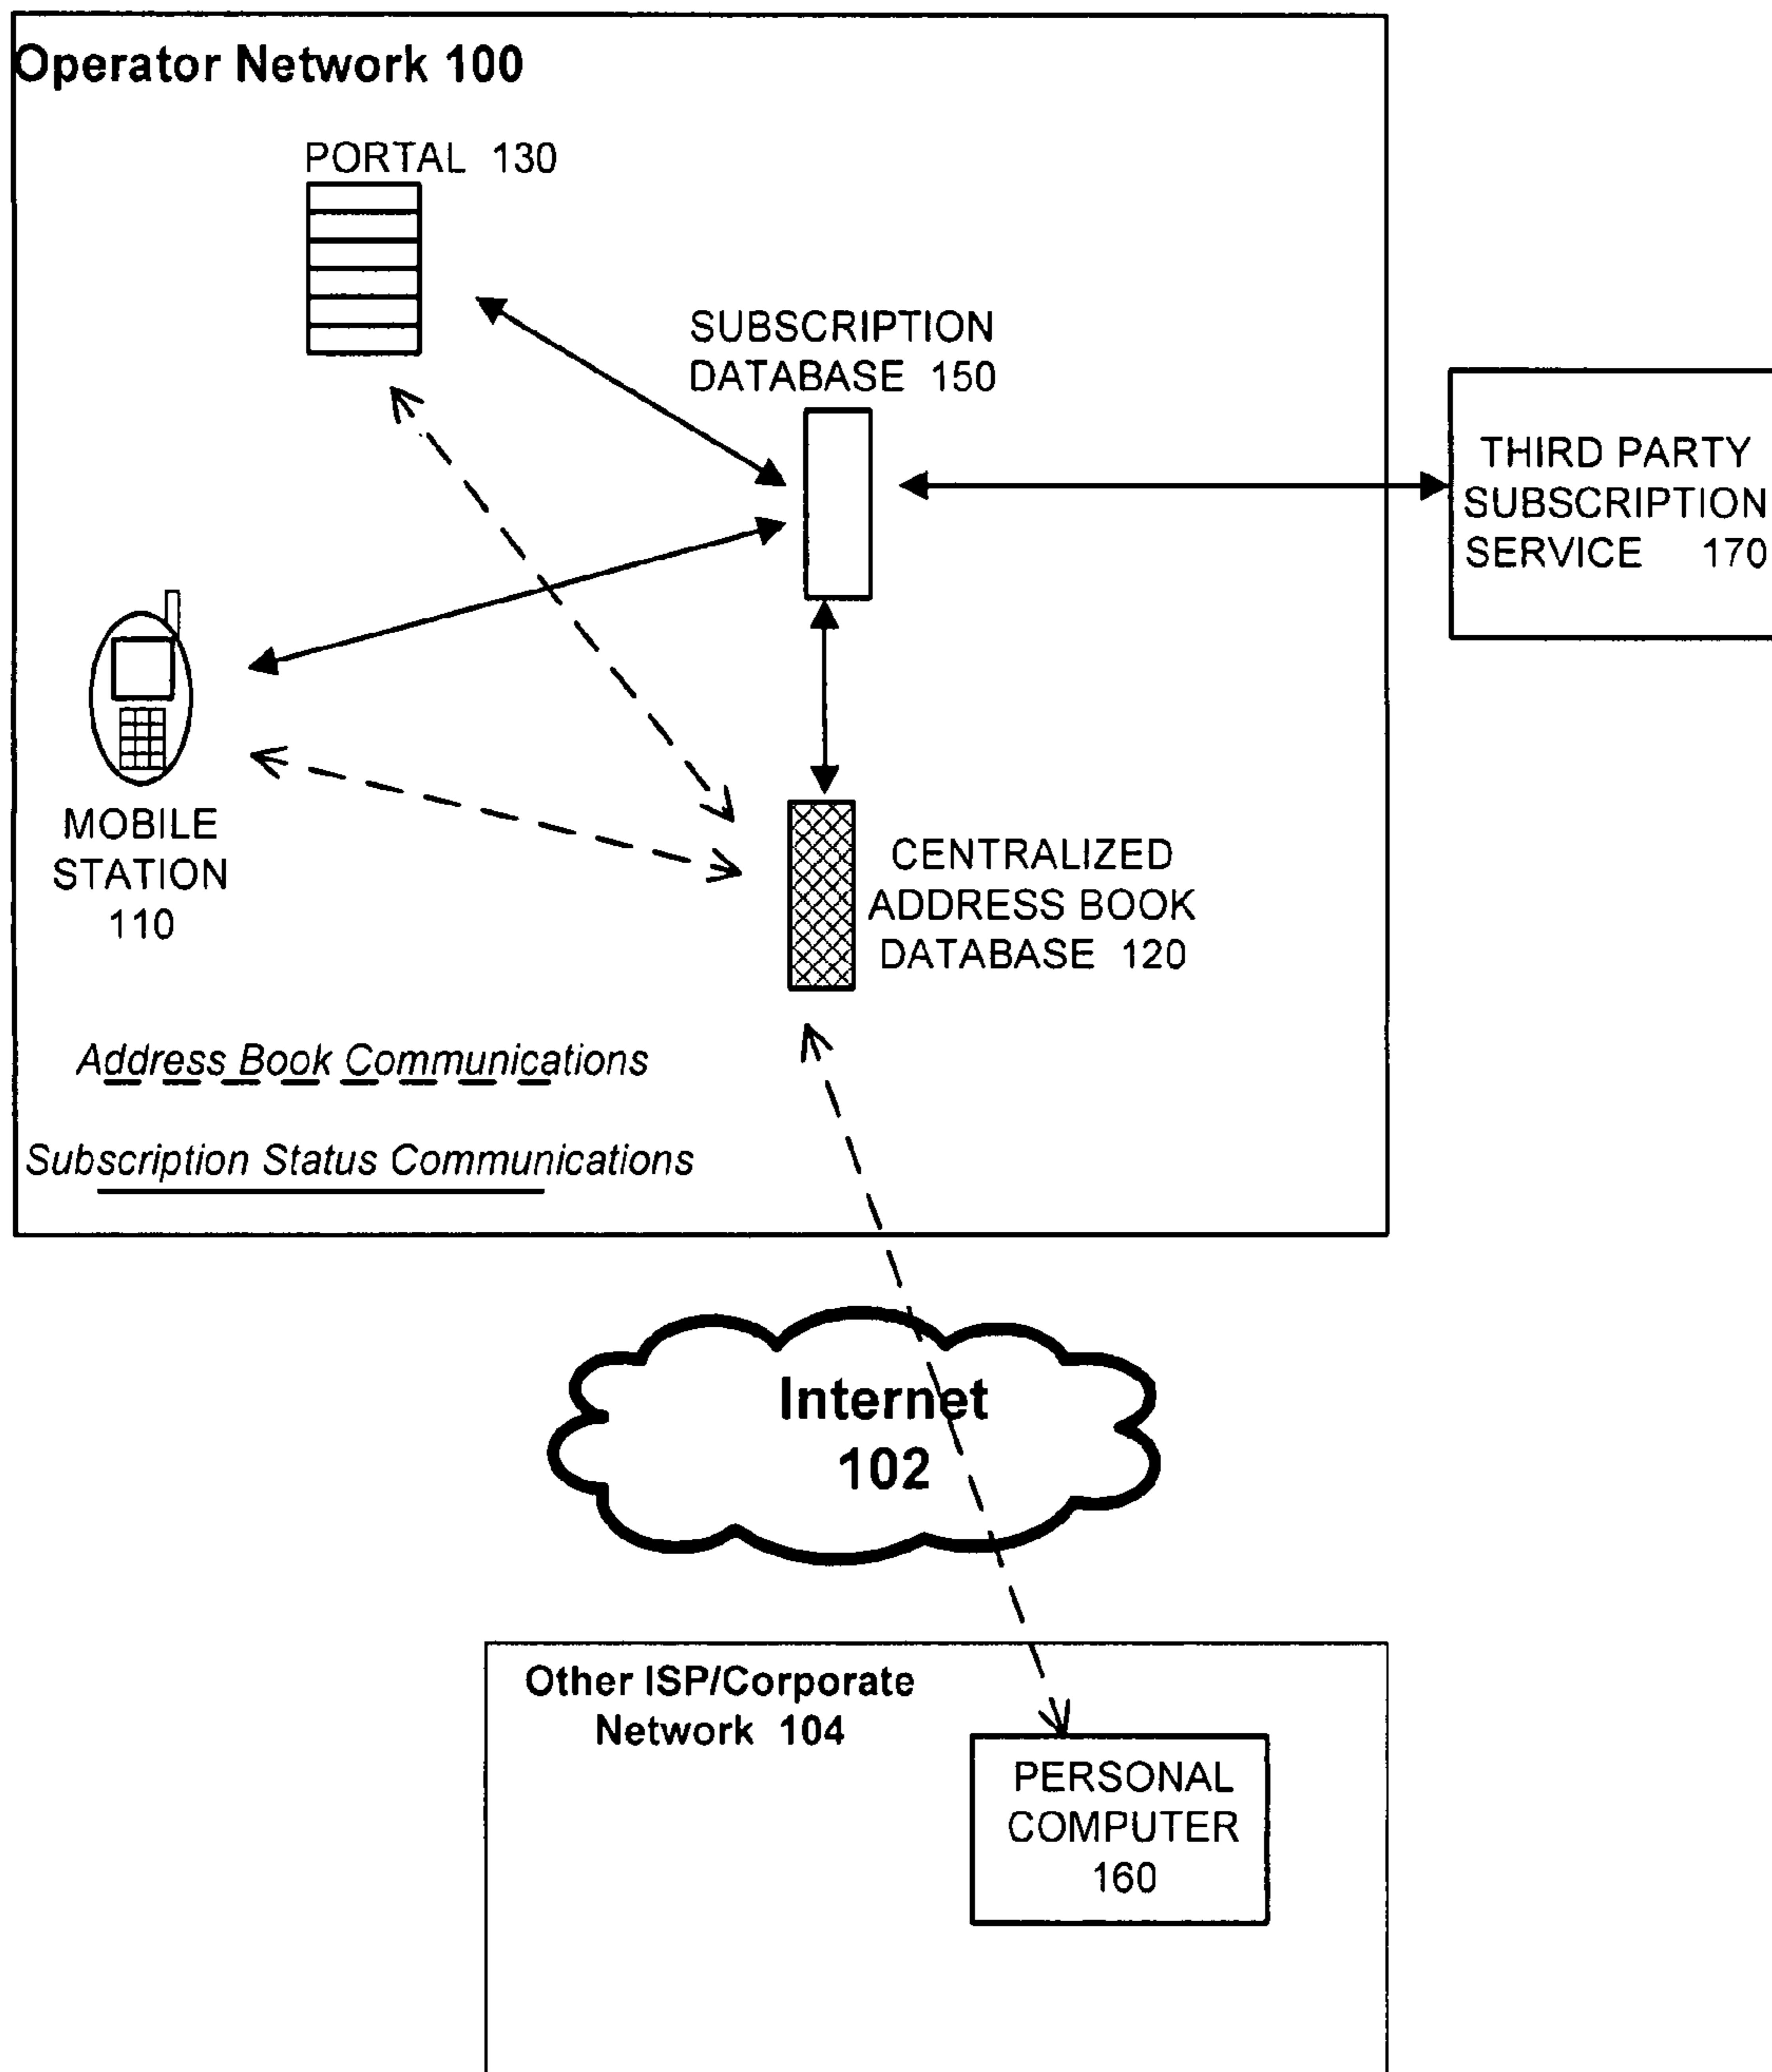 Operator Network 100
PORTAL 130
SUBSCRIPTION
DATABASE 150
THIRD PARTY
SUBSCRIPTION
SERVICE 170
MOBILE
STATION
110
CENTRALIZED
ADDRESS BOOK
DATABASE 120
Address Book Communications
Subscription Status Communications
Internet
102
Other ISP/Corporate
Network 104
PERSONAL
COMPUTER
160